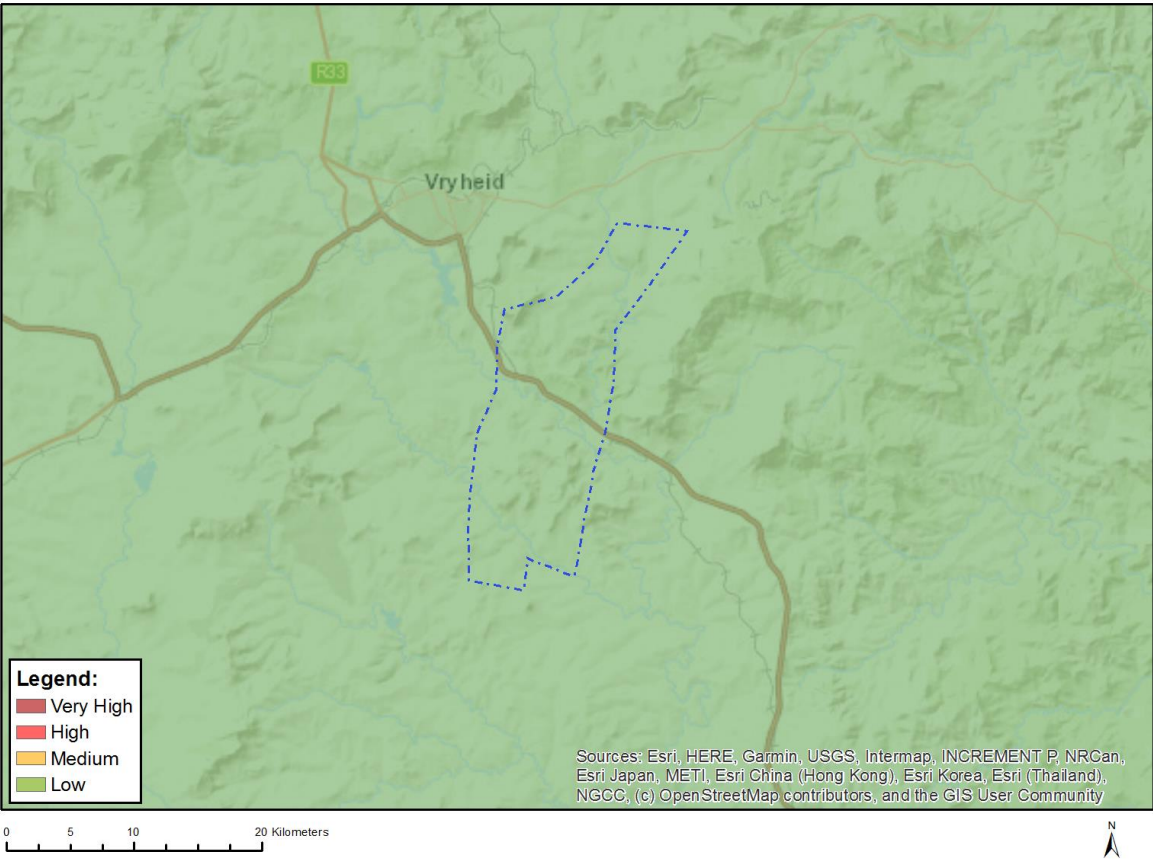 R33
Vryheid
Legend:
Very High
High
Medium
Low
Sources: Esri, HERE, Garmin, USGS, Intermap, INCREMENT P, NRCan,
Esri Japan, METI, Esri China (Hong Kong), Esri Korea, Esri (Thailand),
NGCC, (c) OpenStreetMap contributors, and the GIS User Community
0 5 10 20 Kilometers
N